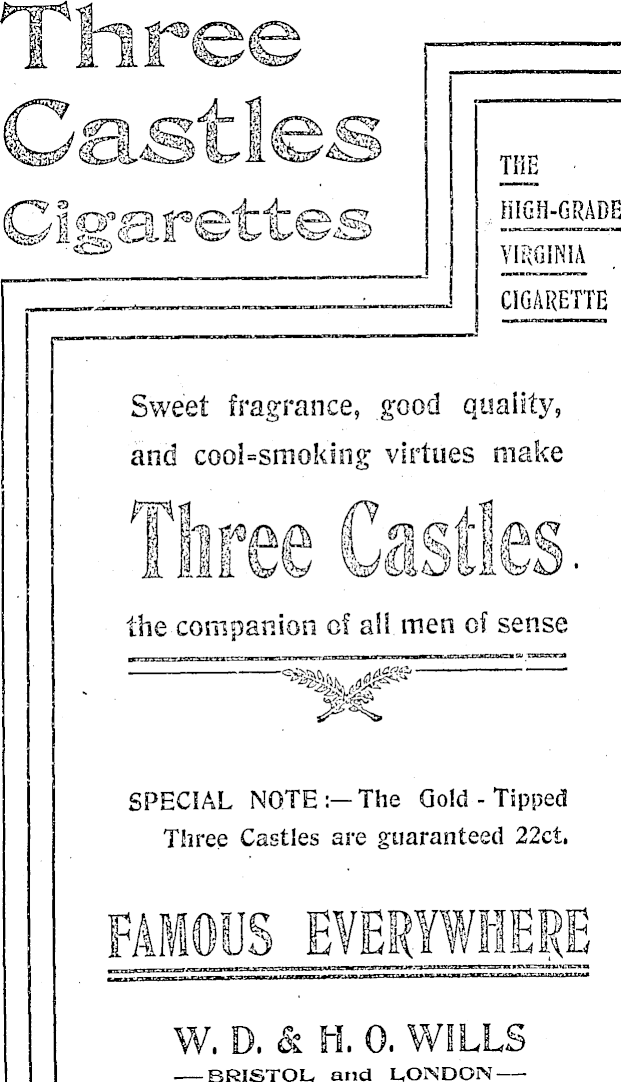 Three
Castles
Cigarettes
THE
HIGH-GRADE
VIRGINIA
CIGARETTE
Sweet fragrance, good quality,
and cool=smoking virtues make
Three Castles.
the companion of all men of sense
SPECIAL NOTE:— The Gold - Tipped
Three Castles are guaranteed 22ct.
FAMOUS EVERYWHERE
W. D. & H. O. WILLS
—BRISTOL and LONDON—